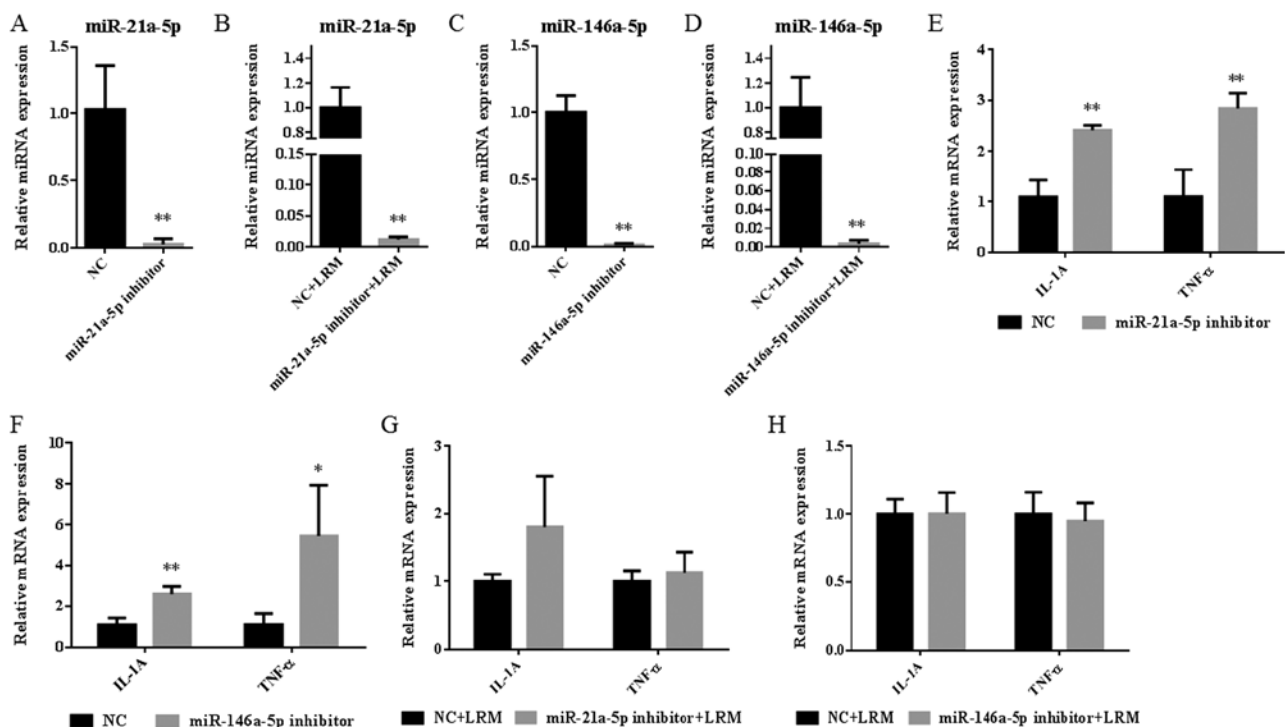 A
miR-21a-5p
Relative miRNA expression
1.5
1.0
0.5
0.0
**
NC
miR-21a-5p inhibitor
B
miR-21a-5p
Relative miRNA expression
1.4
1.2
1.0
0.8
0.15
0.10
0.05
0.00
**
NC+LRM
miR-21a-5p inhibitor+LRM
C
miR-146a-5p
Relative miRNA expression
1.5
1.0
0.5
0.0
**
NC
miR-146a-5p inhibitor
D
miR-146a-5p
Relative miRNA expression
1.4
1.2
1.0
0.8
0.10
0.08
0.06
0.04
0.02
0.00
**
NC+LRM
miR-146a-5p inhibitor+LRM
E
Relative mRNA expression
4
3
2
1
0
**
**
IL-1A
TNFα
NC
miR-21a-5p inhibitor
F
Relative mRNA expression
10
8
6
4
2
0
**
*
IL-1A
TNFα
NC
miR-146a-5p inhibitor
G
Relative mRNA expression
3
2
1
0
IL-1A
TNFα
NC+LRM
miR-21a-5p inhibitor+LRM
H
Relative mRNA expression
1.5
1.0
0.5
0.0
IL-1A
TNFα
NC+LRM
miR-146a-5p inhibitor+LRM